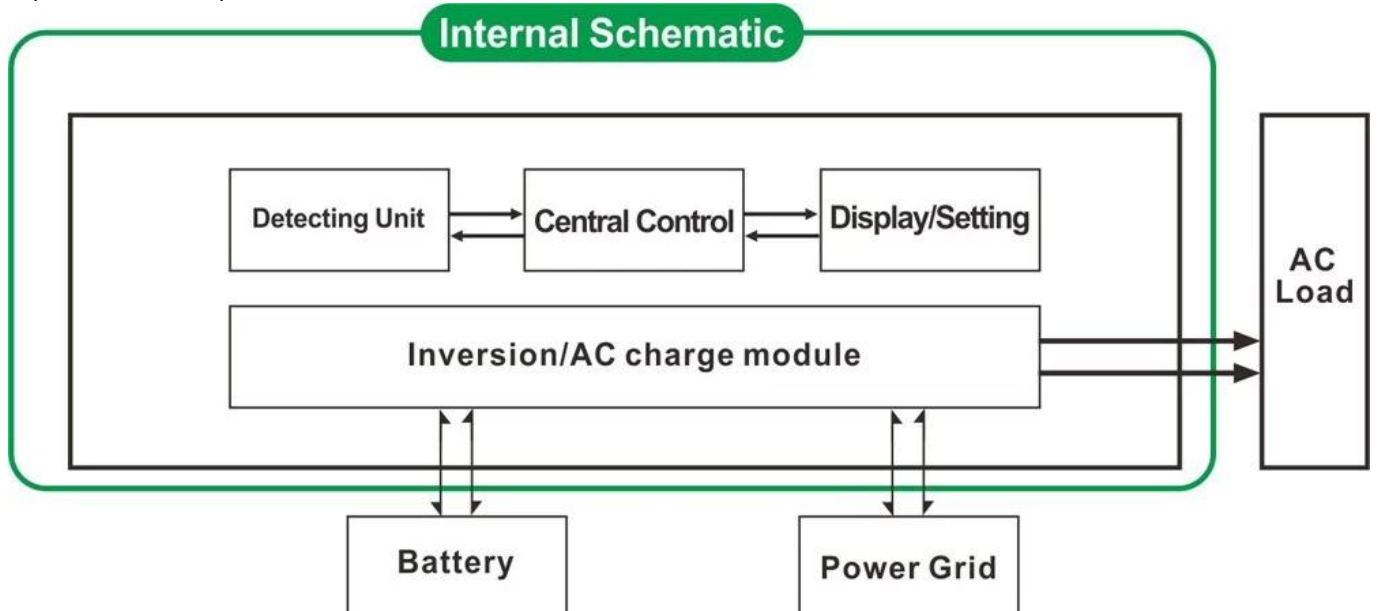 Internal Schematic
Detecting Unit
Central Control
Display/Setting
AC
Load
Inversion/AC charge module
Battery
Power Grid